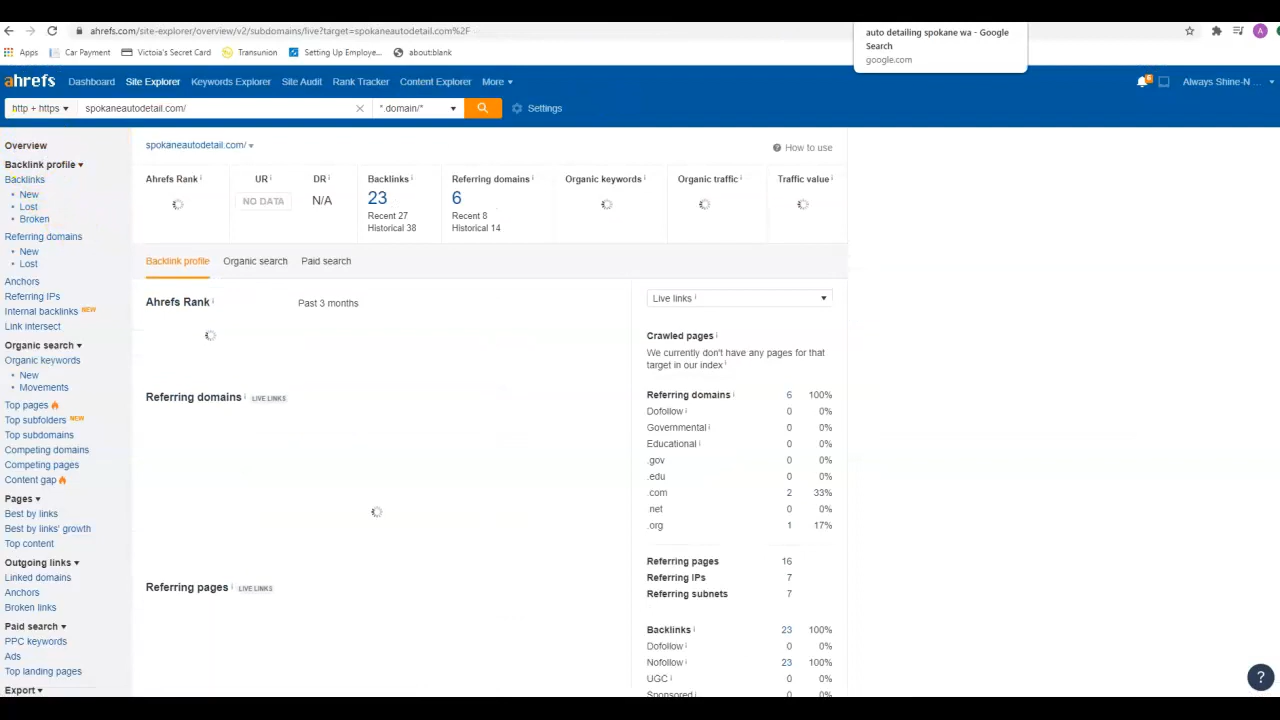 ahrefs.com/site-explorer/overview/v2/subdomains/live?target=spokaneautodetail.com%2F
auto detailing spokane wa - Google
Search
google.com
A
Apps Car Payment Victoia's Secret Card Transunion Setting Up Employe... about:blank
ahrefs Dashboard Site Explorer Keywords Explorer Site Audit Rank Tracker Content Explorer More Always Shine-N ...
http + https spokaneautodetail.com/ *.domain/* Settings
Overview
Backlink profile
Backlinks
New
Lost
Broken
Referring domains
New
Lost
Anchors
Referring IPs
Internal backlinks NEW
Link intersect
Organic search
Organic keywords
New
Movements
Top pages
Top subfolders NEW
Top subdomains
Competing domains
Competing pages
Content gap
Pages
Best by links
Best by links' growth
Top content
Outgoing links
Linked domains
Anchors
Broken links
Paid search
PPC keywords
Ads
Top landing pages
Export
spokaneautodetail.com/
How to use
Ahrefs Rank UR DR Backlinks Referring domains Organic keywords Organic traffic Traffic value
NO DATA N/A 23 6
Recent 27 Recent 8
Historical 38 Historical 14
Backlink profile Organic search Paid search
Ahrefs Rank Past 3 months
Referring domains LIVE LINKS
Referring pages LIVE LINKS
Live links
Crawled pages
We currently don't have any pages for that
target in our index
Referring domains 6 100%
Dofollow 0 0%
Governmental 0 0%
Educational 0 0%
.gov 0 0%
.edu 0 0%
.com 2 33%
.net 0 0%
.org 1 17%
Referring pages 16
Referring IPs 7
Referring subnets 7
Backlinks 23 100%
Dofollow 0 0%
Nofollow 23 100%
UGC 0 0%
Sponsored 0 0%
?